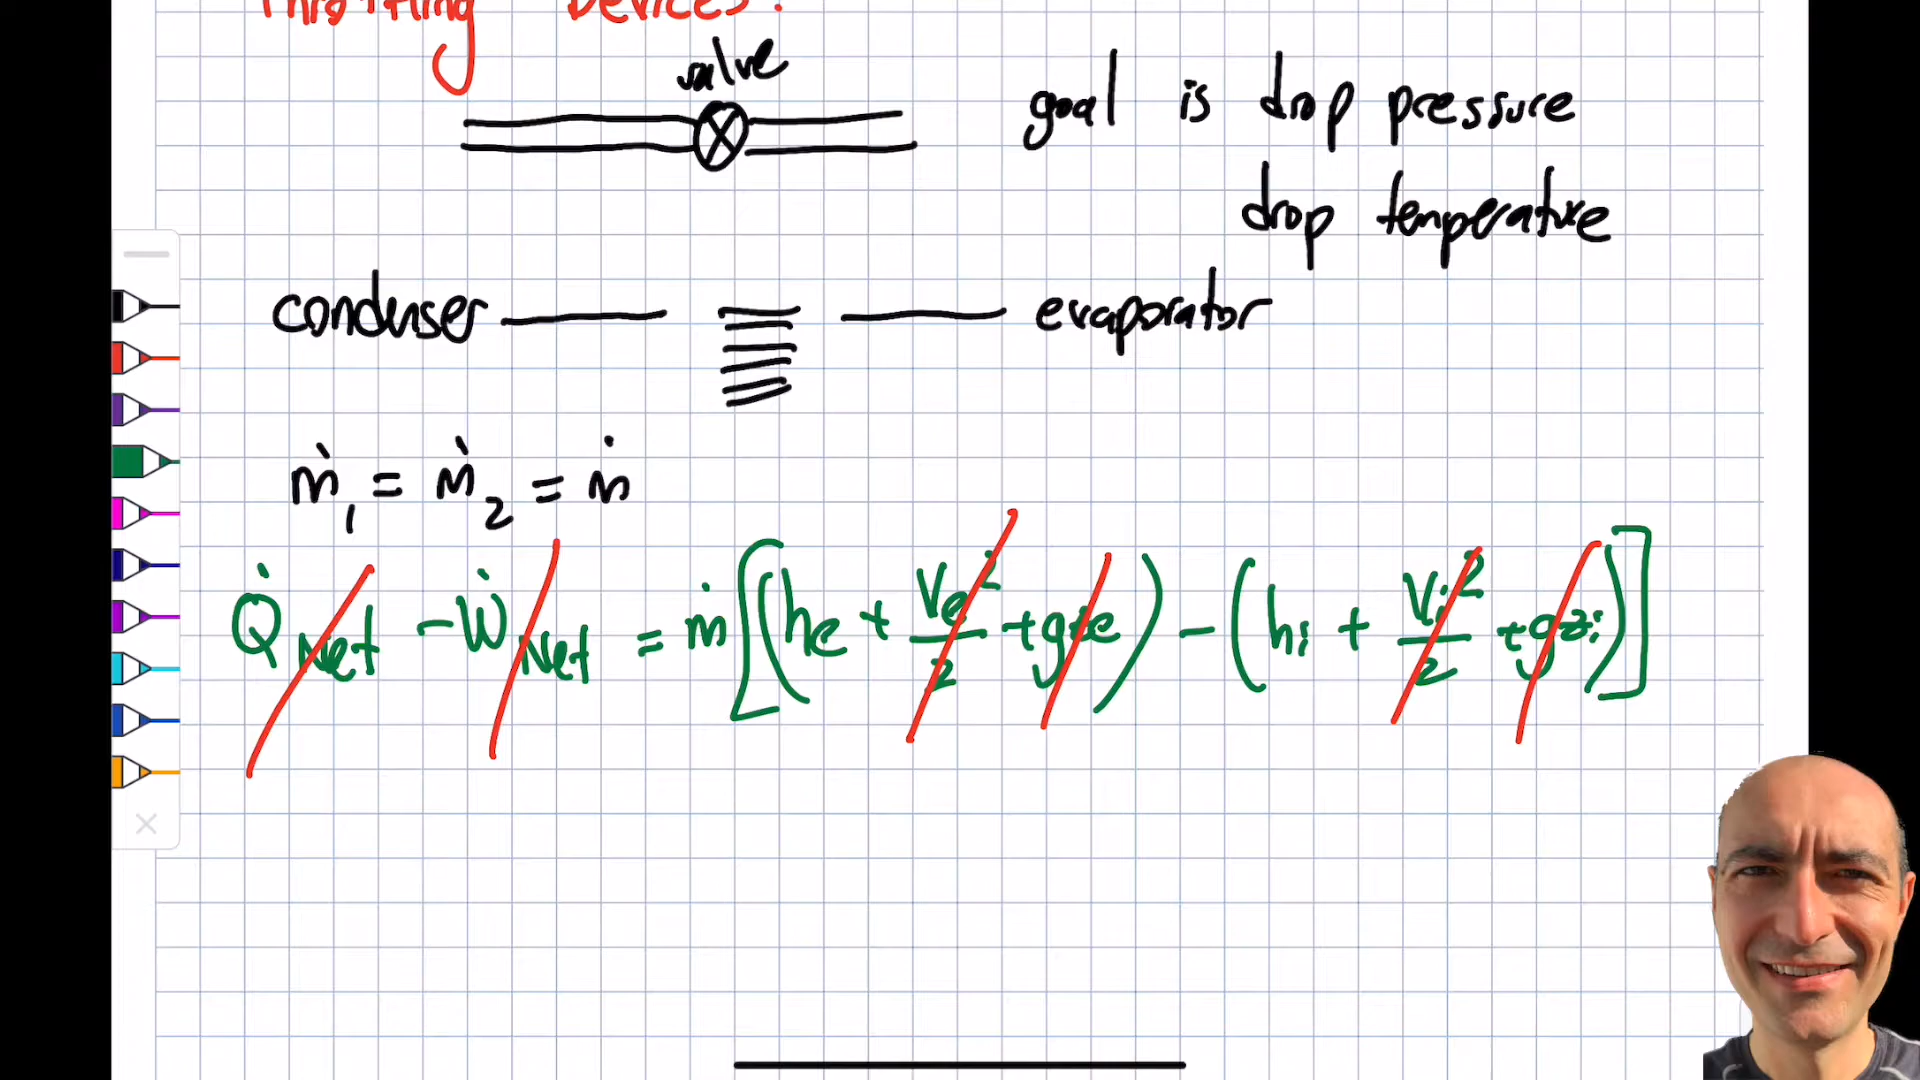 Throttling Devices:
valve
goal is drop pressure
drop temperature
condenser evaporator
ṁ₁ = ṁ₂ = ṁ
Q̇Net - ẆNet = ṁ[(he + Ve²/2 + gze) - (hi + Vi²/2 + gzi)]